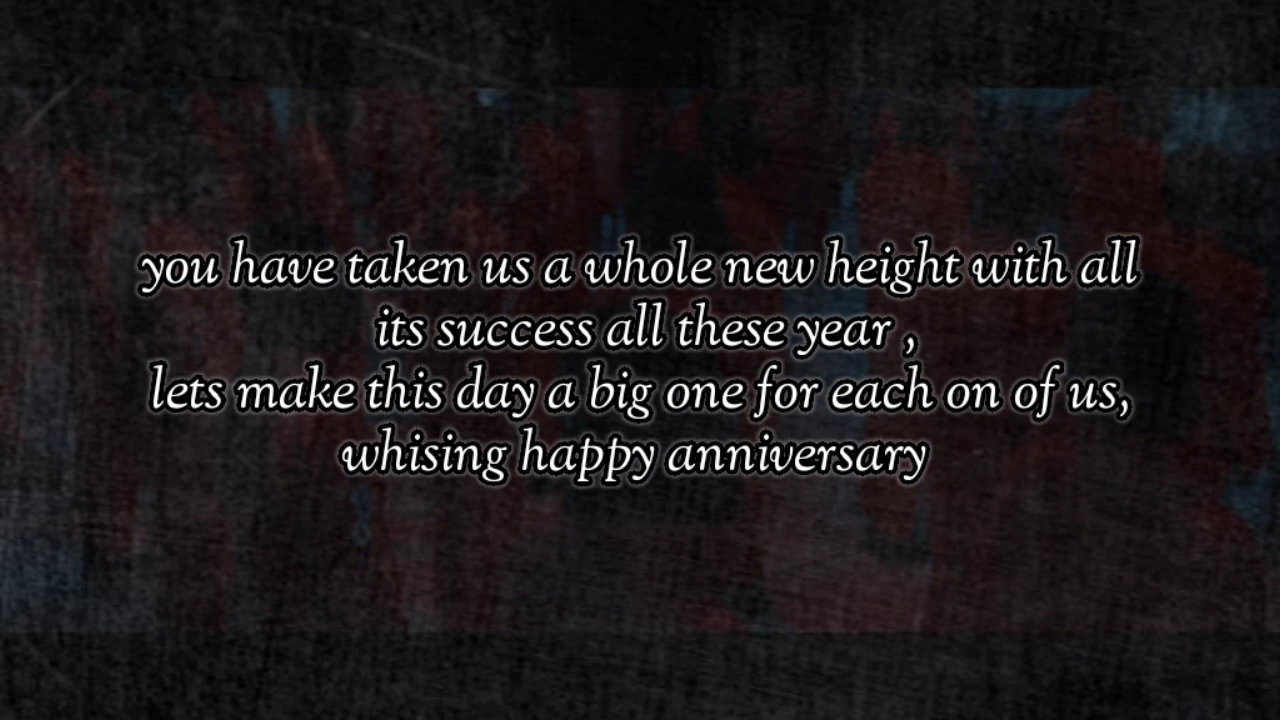 you have taken us a whole new height with all
its success all these year ,
lets make this day a big one for each on of us,
whising happy anniversary